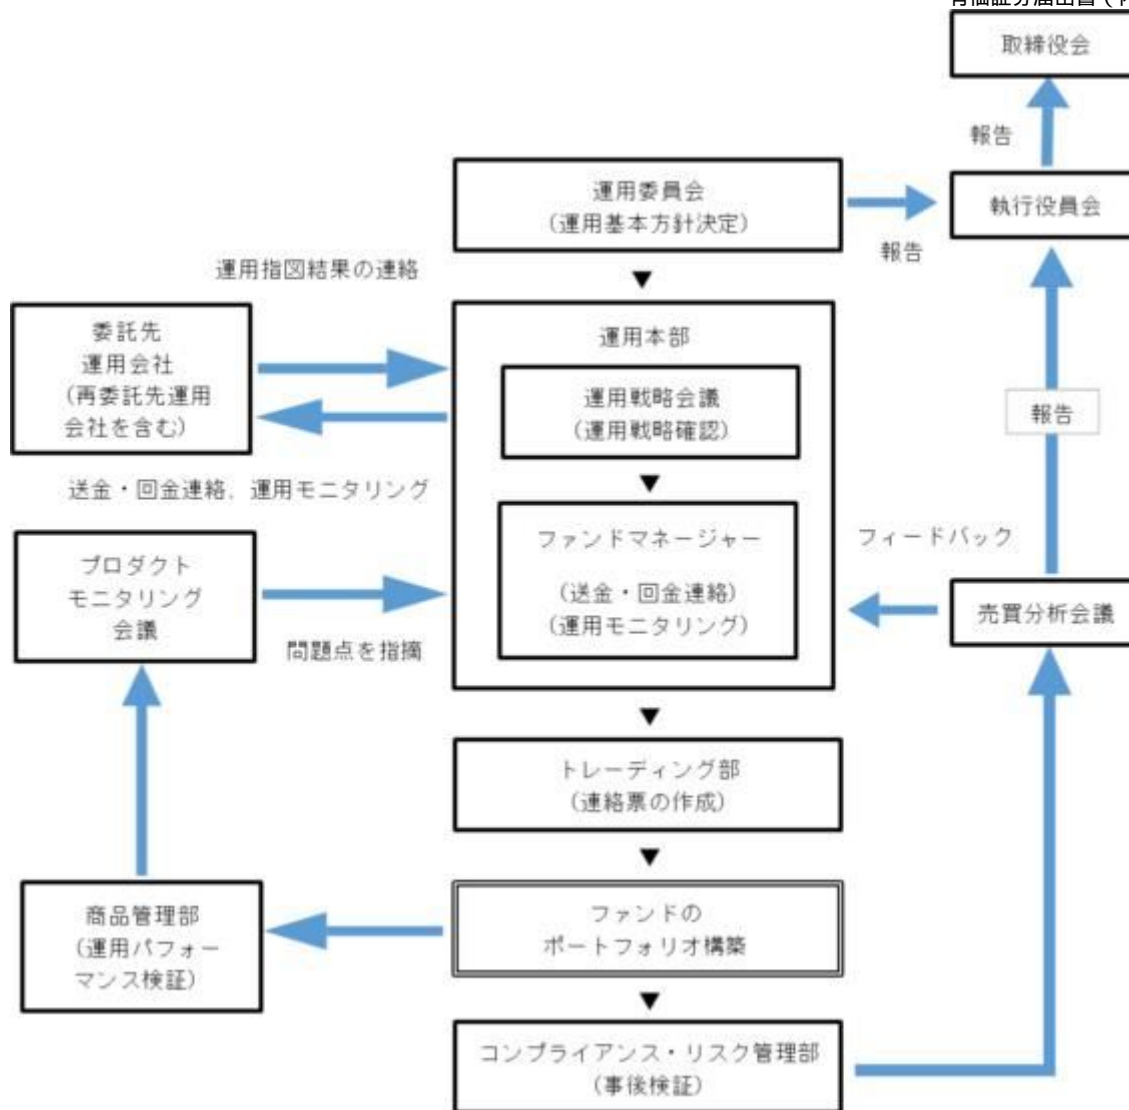 取締役会
報告
運用委員会
(運用基本方針決定)
執行役員会
報告
運用指図結果の連絡
委託先
運用会社
(再委託先運用
会社を含む)
運用本部
運用戦略会議
(運用戦略確認)
報告
送金・回金連絡、運用モニタリング
ファンドマネージャー
(送金・回金連絡)
(運用モニタリング)
フィードバック
プロダクト
モニタリング
会議
売買分析会議
問題点を指摘
トレーディング部
(連絡票の作成)
商品管理部
(運用パフォー
マンス検証)
ファンドの
ポートフォリオ構築
コンプライアンス・リスク管理部
(事後検証)